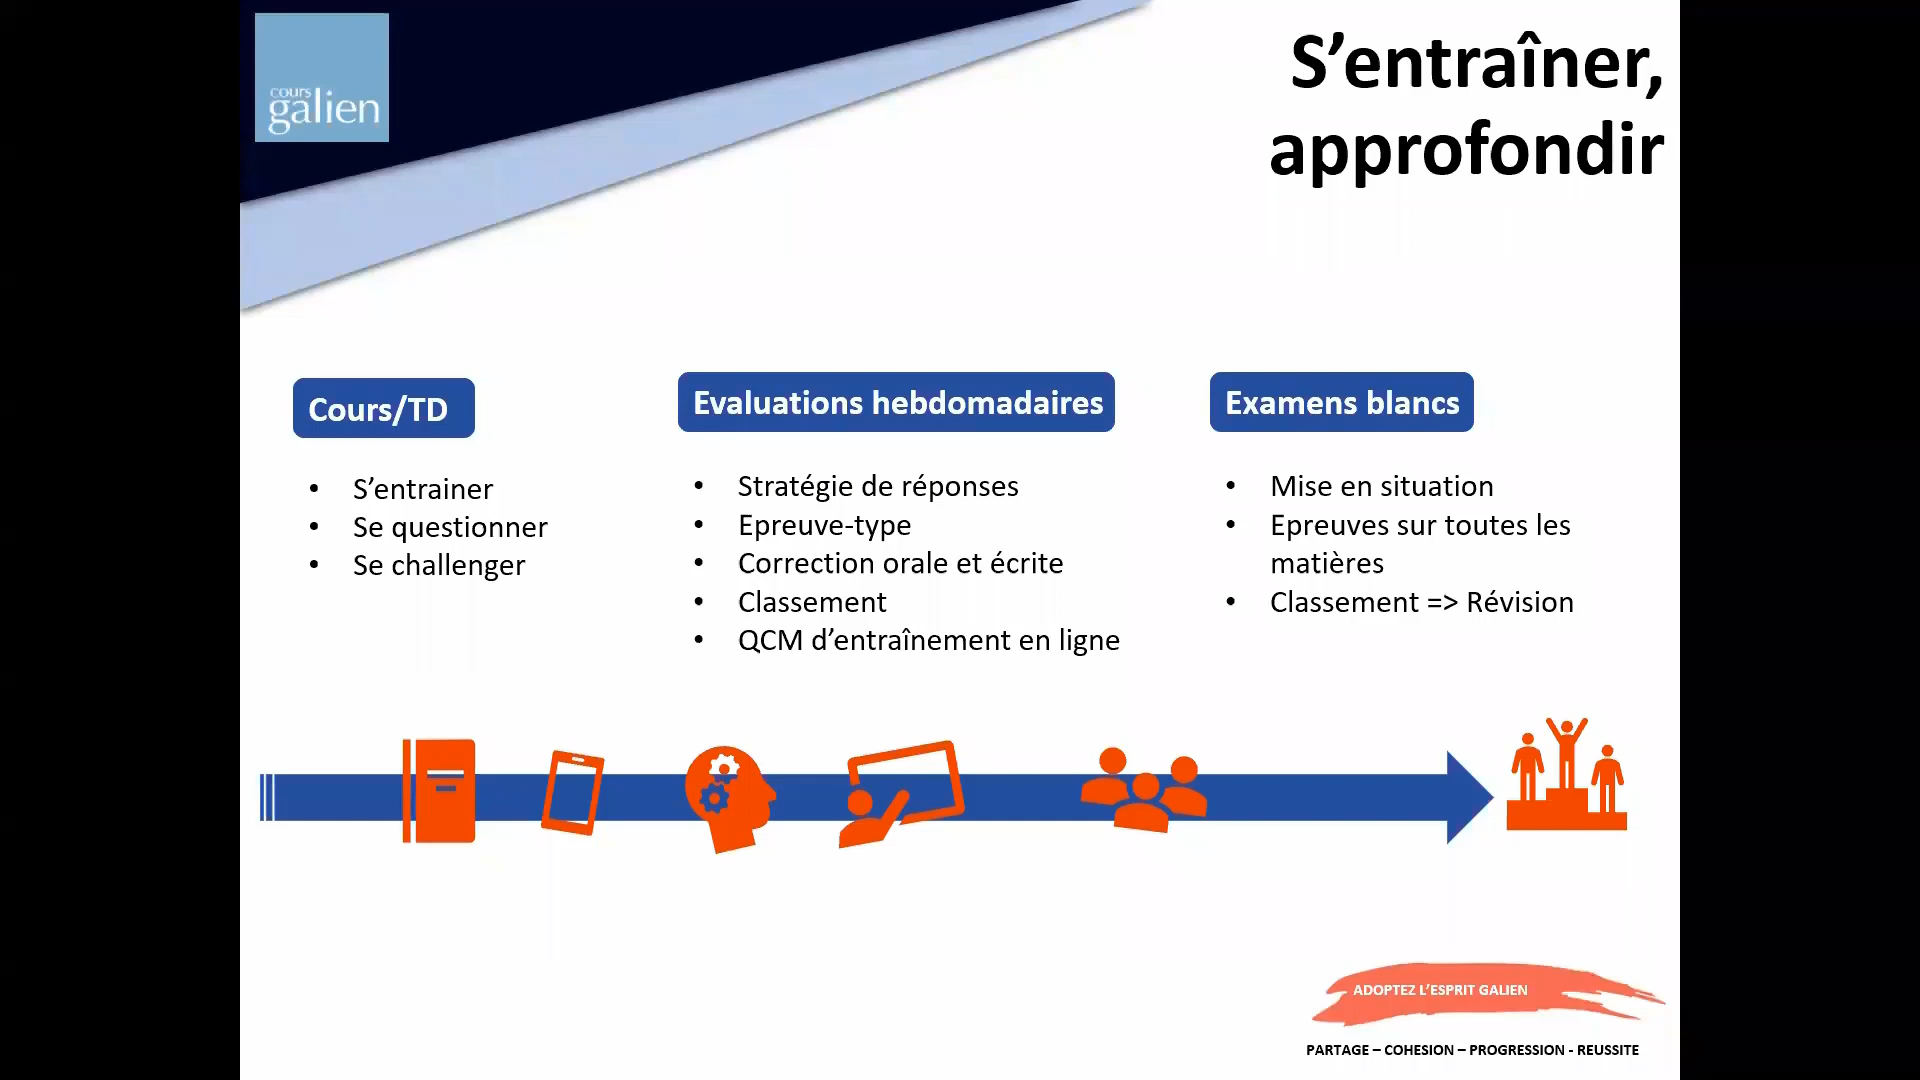 cours
galien
S’entraîner,
approfondir
Cours/TD
• S’entrainer
• Se questionner
• Se challenger
Evaluations hebdomadaires
• Stratégie de réponses
• Epreuve-type
• Correction orale et écrite
• Classement
• QCM d’entraînement en ligne
Examens blancs
• Mise en situation
• Epreuves sur toutes les
matières
• Classement => Révision
ADOPTEZ L’ESPRIT GALIEN
PARTAGE – COHESION – PROGRESSION - REUSSITE